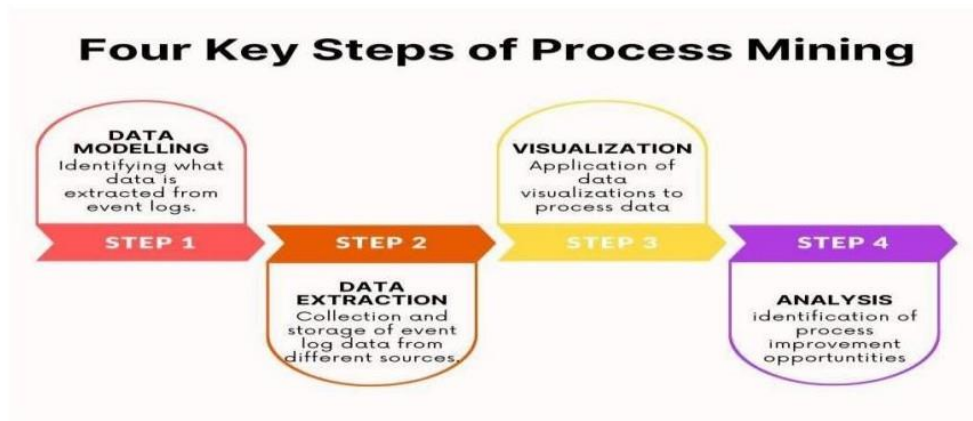 Four Key Steps of Process Mining
DATA
MODELLING
Identifying what
data is
extracted from
event logs.
STEP 1
STEP 2
DATA
EXTRACTION
Collection and
storage of event
log data from
different sources.
VISUALIZATION
Application of
data
visualizations to
process data
STEP 3
STEP 4
ANALYSIS
identification of
process
improvement
opportuntities